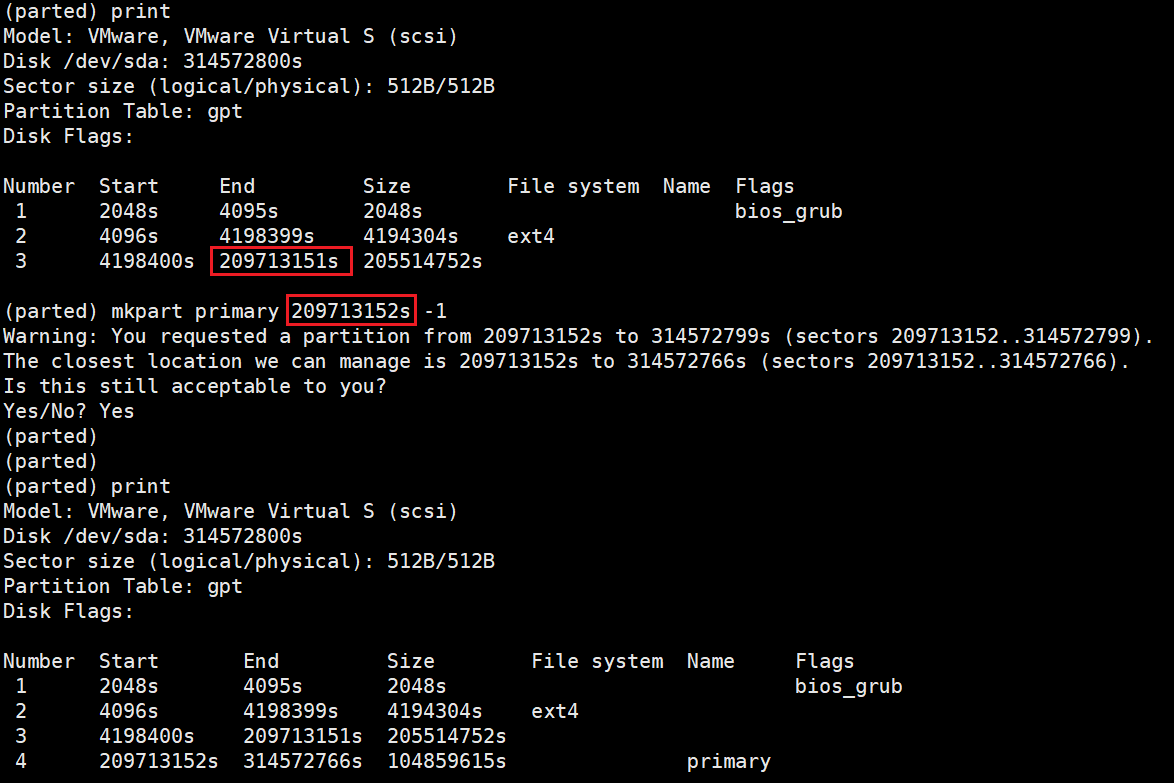 (parted) print
Model: VMware, VMware Virtual S (scsi)
Disk /dev/sda: 314572800s
Sector size (logical/physical): 512B/512B
Partition Table: gpt
Disk Flags:
Number  Start  End  Size  File system  Name  Flags
1  2048s  4095s  2048s  bios_grub
2  4096s  4198399s  4194304s  ext4
3  4198400s  209713151s  205514752s
(parted) mkpart primary 209713152s -1
Warning: You requested a partition from 209713152s to 314572799s (sectors 209713152..314572799).
The closest location we can manage is 209713152s to 314572766s (sectors 209713152..314572766).
Is this still acceptable to you?
Yes/No? Yes
(parted)
(parted)
(parted) print
Model: VMware, VMware Virtual S (scsi)
Disk /dev/sda: 314572800s
Sector size (logical/physical): 512B/512B
Partition Table: gpt
Disk Flags:
Number  Start  End  Size  File system  Name  Flags
1  2048s  4095s  2048s  bios_grub
2  4096s  4198399s  4194304s  ext4
3  4198400s  209713151s  205514752s
4  209713152s  314572766s  104859615s  primary